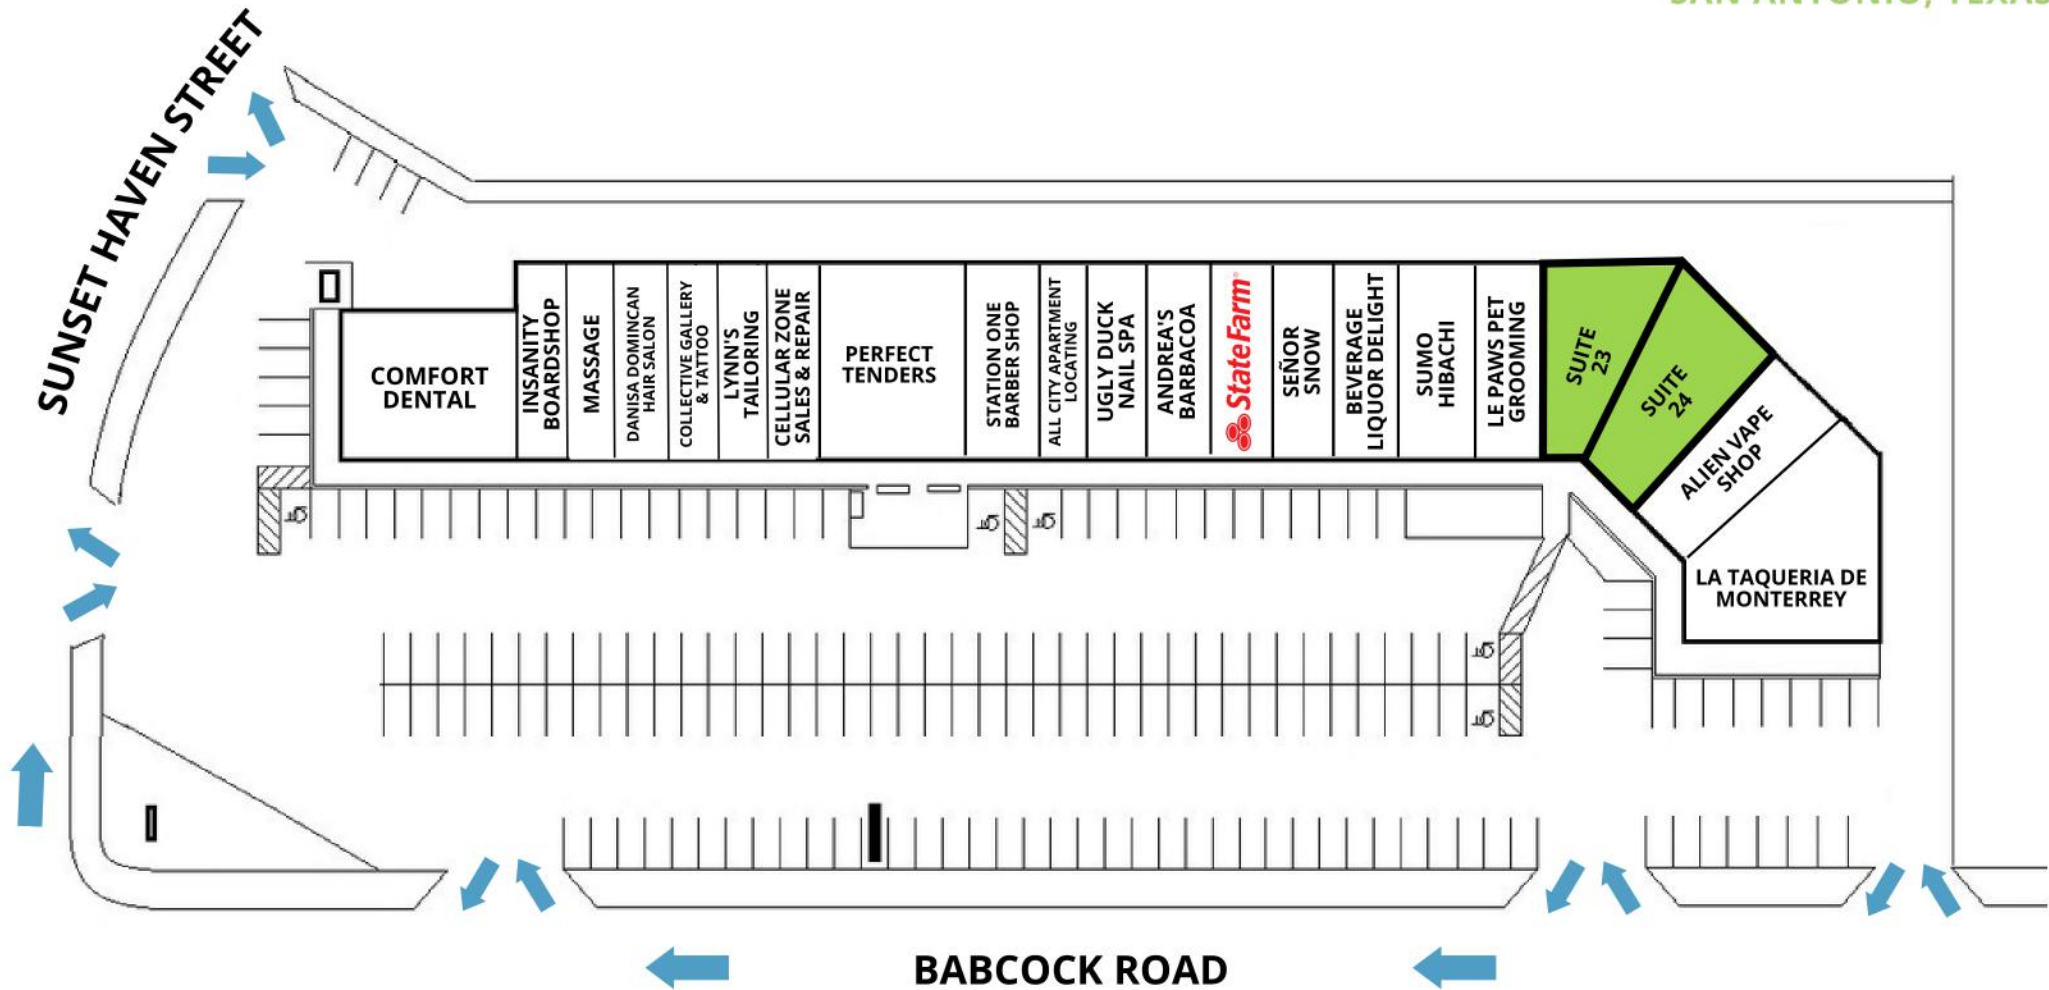 SAN ANTONIO, TEXAS
SUNSET HAVEN STREET
COMFORT
DENTAL
INSANITY
BOARDSHOP
MASSAGE
DANISA DOMINCAN
HAIR SALON
COLLECTIVE GALLERY
& TATTOO
LYNN'S
TAILORING
CELLULAR ZONE
SALES & REPAIR
PERFECT
TENDERS
STATION ONE
BARBER SHOP
ALL CITY APARTMENT
LOCATING
UGLY DUCK
NAIL SPA
ANDREA'S
BARBACOA
StateFarm®
SEÑOR
SNOW
BEVERAGE
LIQUOR DELIGHT
SUMO
HIBACHI
LE PAWS PET
GROOMING
SUITE
23
SUITE
24
ALIEN VAPE
SHOP
LA TAQUERIA DE
MONTERREY
BABCOCK ROAD